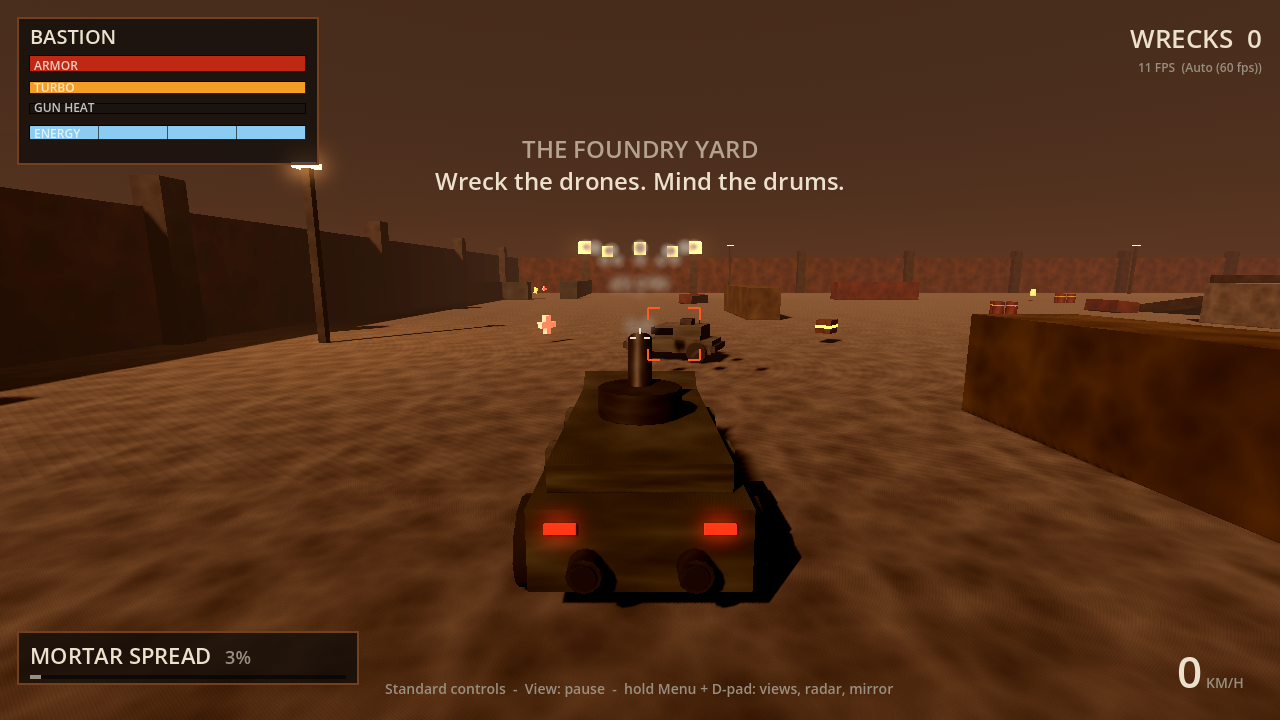 BASTION
ARMOR
TURBO
GUN HEAT
ENERGY
WRECKS 0
11 FPS (Auto (60 fps))
THE FOUNDRY YARD
Wreck the drones. Mind the drums.
MORTAR SPREAD 3%
Standard controls - View: pause - hold Menu + D-pad: views, radar, mirror
0 KM/H